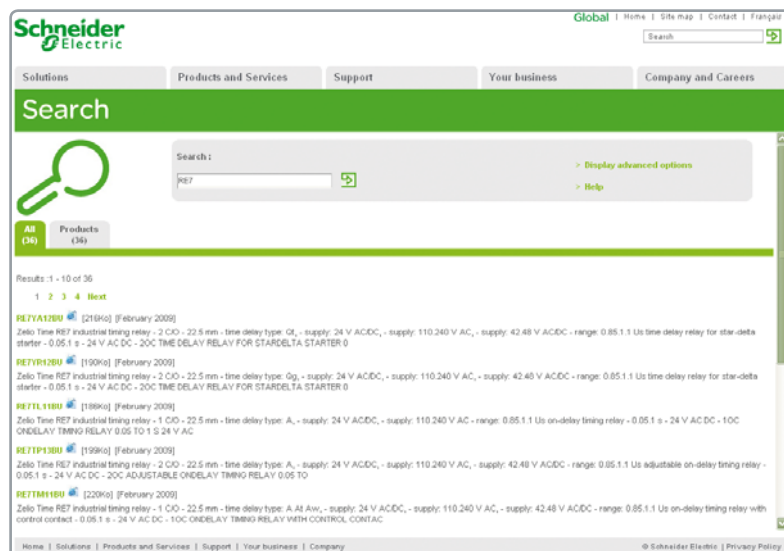 Global | Home | Site map | Contact | Français
Schneider
Electric
Search
Solutions
Products and Services
Support
Your business
Company and Careers
Search
Search :
RE7
> Display advanced options
> Help
All
(36)
Products
(36)
Results :1 - 10 of 36
1 2 3 4 Next
RE7YA12BU [216Ko] [February 2009]
Zelio Time RE7 industrial timing relay - 2 C/O - 22.5 mm - time delay type: Qt, - supply: 24 V AC/DC, - supply: 110.240 V AC, - supply: 42.48 V AC/DC - range: 0.85.1.1 Us time delay relay for star-delta
starter - 0.05.1 s - 24 V AC DC - 2OC TIME DELAY RELAY FOR STARDELTA STARTER 0
RE7YR12BU [190Ko] [February 2009]
Zelio Time RE7 industrial timing relay - 2 C/O - 22.5 mm - time delay type: Qg, - supply: 24 V AC/DC, - supply: 110.240 V AC, - supply: 42.48 V AC/DC - range: 0.85.1.1 Us time delay relay for star-delta
starter - 0.05.1 s - 24 V AC DC - 2OC TIME DELAY RELAY FOR STARDELTA STARTER 0
RE7TL11BU [186Ko] [February 2009]
Zelio Time RE7 industrial timing relay - 1 C/O - 22.5 mm - time delay type: A, - supply: 24 V AC/DC, - supply: 110.240 V AC - range: 0.85.1.1 Us on-delay timing relay - 0.05.1 s - 24 V AC DC - 1OC
ONDELAY TIMING RELAY 0.05 TO 1 S 24 V AC
RE7TP13BU [199Ko] [February 2009]
Zelio Time RE7 industrial timing relay - 2 C/O - 22.5 mm - time delay type: A, - supply: 24 V AC/DC, - supply: 110.240 V AC, - supply: 42.48 V AC/DC - range: 0.85.1.1 Us adjustable on-delay timing relay -
0.05.1 s - 24 V AC DC - 2OC ADJUSTABLE ONDELAY TIMING RELAY 0.05 TO
RE7TM11BU [220Ko] [February 2009]
Zelio Time RE7 industrial timing relay - 1 C/O - 22.5 mm - time delay type: A At Aw, - supply: 24 V AC/DC, - supply: 110.240 V AC, - supply: 42.48 V AC/DC - range: 0.85.1.1 Us on-delay timing relay with
control contact - 0.05.1 s - 24 V AC DC - 1OC ONDELAY TIMING RELAY WITH CONTROL CONTAC
Home | Solutions | Products and Services | Support | Your business | Company
© Schneider Electric | Privacy Policy